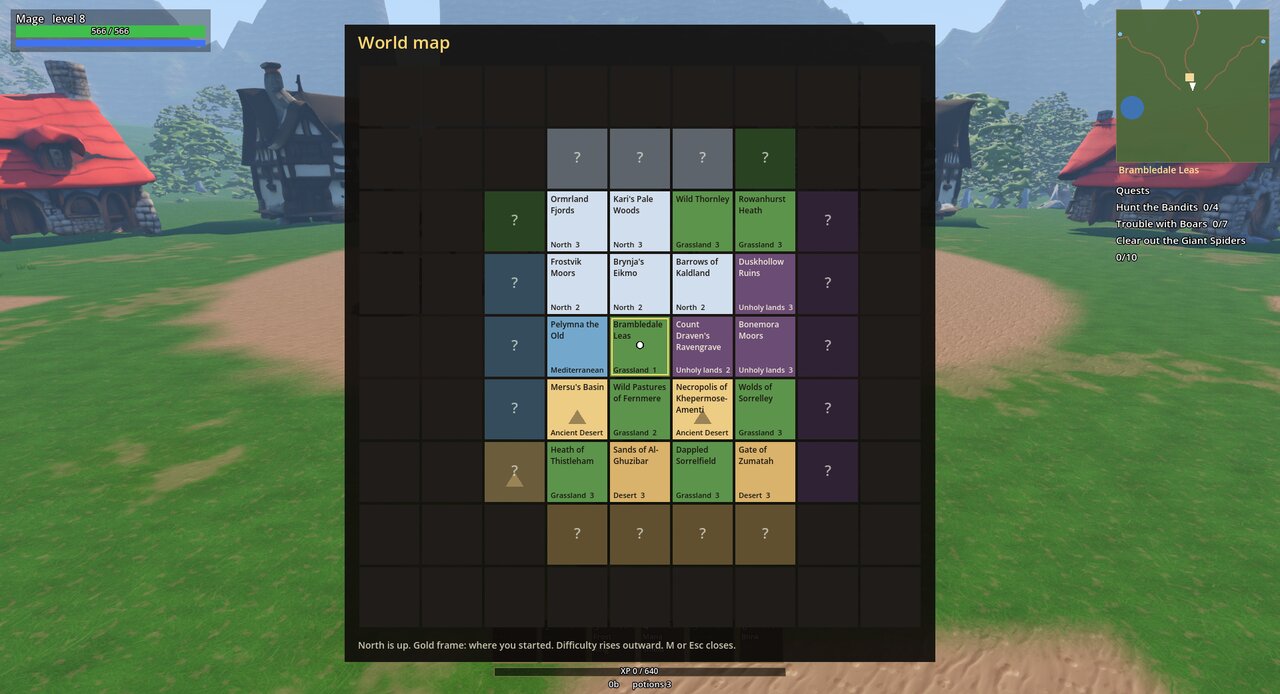 Mage level 8
566 / 566
World map
Brambledale Leas
Quests
Hunt the Bandits 0/4
Trouble with Boars 0/7
Clear out the Giant Spiders
0/10
? ? ? ?
?
Ormrland
Fjords
North 3
Kari's Pale
Woods
North 3
Wild Thornley
Grassland 3
Rowanhurst
Heath
Grassland 3
?
?
Frostvik
Moors
North 2
Brynja's
Eikmo
North 2
Barrows of
Kaldland
North 2
Duskhollow
Ruins
Unholy lands 3
?
?
Pelymna the
Old
Mediterranean
Brambledale
Leas
Grassland 1
Count
Draven's
Ravengrave
Unholy lands 2
Bonemora
Moors
Unholy lands 3
?
?
Mersu's Basin
Ancient Desert
Wild Pastures
of Fernmere
Grassland 2
Necropolis of
Khepermose-
Amenti
Ancient Desert
Wolds of
Sorrelley
Grassland 3
?
?
Heath of
Thistleham
Grassland 3
Sands of Al-
Ghuzibar
Desert 3
Dappled
Sorrelfield
Grassland 3
Gate of
Zumatah
Desert 3
?
? ? ? ?
North is up. Gold frame: where you started. Difficulty rises outward. M or Esc closes.
XP 0 / 640
0b potions 3